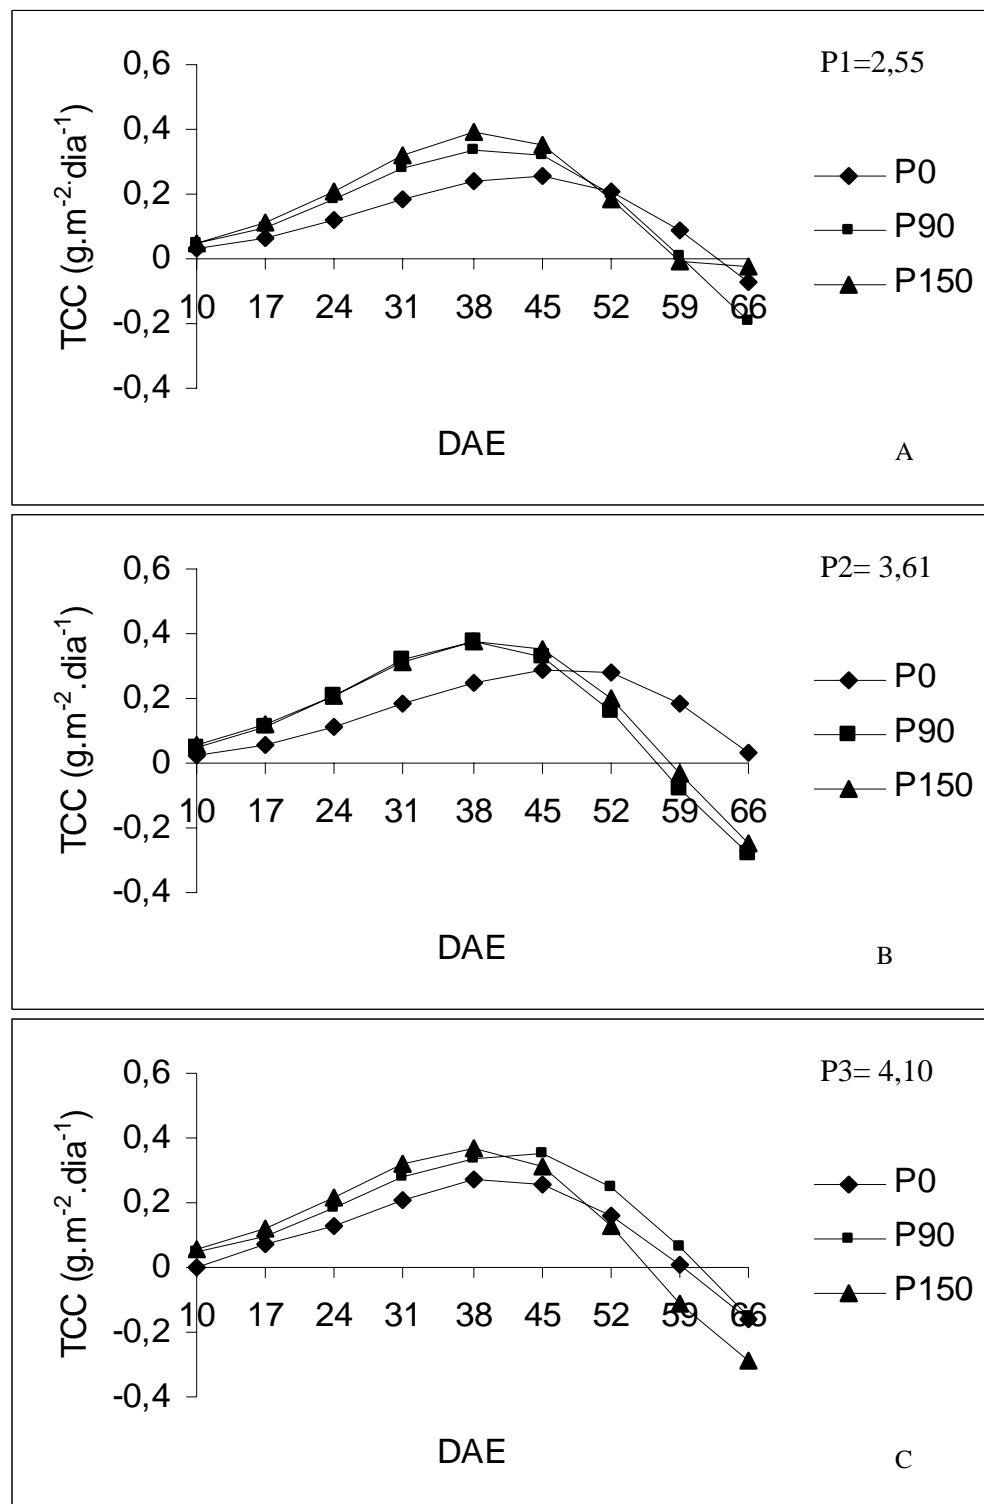 P1=2,55
0,6
0,4
0,2
0
-0,2
-0,4
TCC (g.m-2.dia-1)
10 17 24 31 38 45 52 59 66
DAE
P0
P90
P150
A
P2= 3,61
0,6
0,4
0,2
0
-0,2
-0,4
TCC (g.m-2.dia-1)
10 17 24 31 38 45 52 59 66
DAE
P0
P90
P150
B
P3= 4,10
0,6
0,4
0,2
0
-0,2
-0,4
TCC (g.m-2.dia-1)
10 17 24 31 38 45 52 59 66
DAE
P0
P90
P150
C